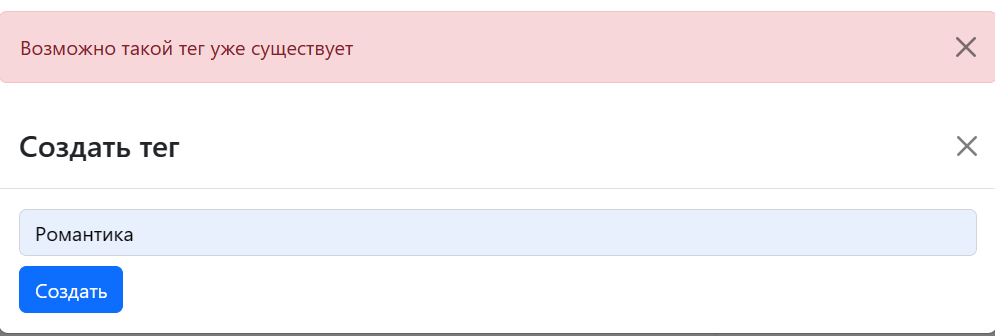 Возможно такой тег уже существует
Создать тег
Романтика
Создать